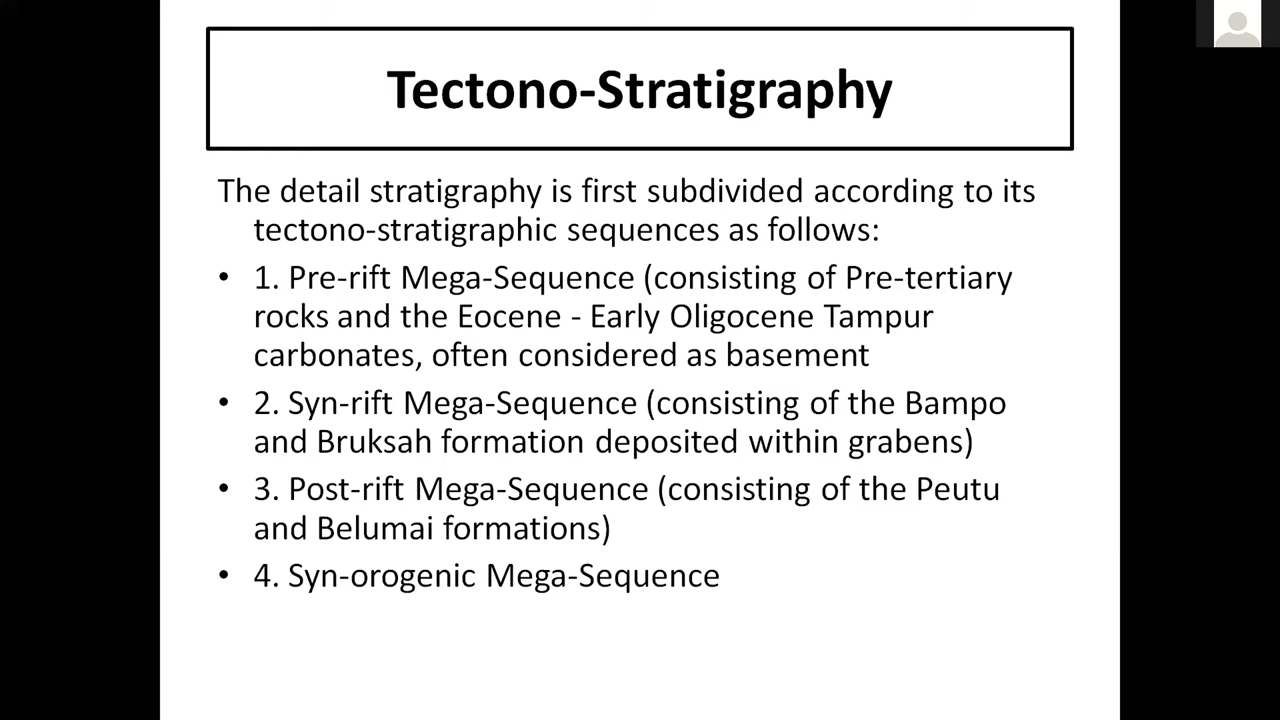 Tectono-Stratigraphy
The detail stratigraphy is first subdivided according to its
tectono-stratigraphic sequences as follows:
• 1. Pre-rift Mega-Sequence (consisting of Pre-tertiary
rocks and the Eocene - Early Oligocene Tampur
carbonates, often considered as basement
• 2. Syn-rift Mega-Sequence (consisting of the Bampo
and Bruksah formation deposited within grabens)
• 3. Post-rift Mega-Sequence (consisting of the Peutu
and Belumai formations)
• 4. Syn-orogenic Mega-Sequence